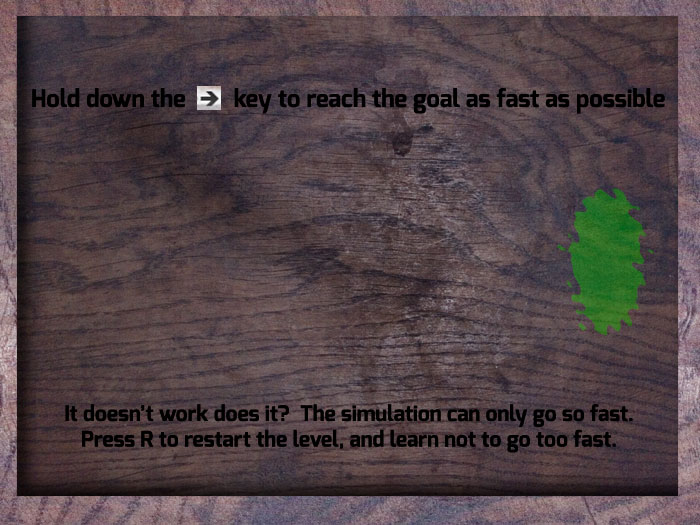 Hold down the → key to reach the goal as fast as possible
It doesn't work does it? The simulation can only go so fast.
Press R to restart the level, and learn not to go too fast.